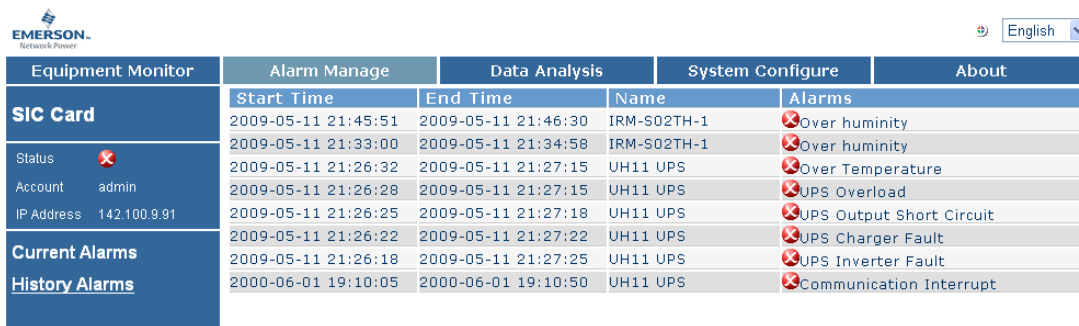 EMERSON™
Network Power
English
Equipment Monitor Alarm Manage Data Analysis System Configure About
SIC Card
Status
Account admin
IP Address 142.100.9.91
Current Alarms
History Alarms
Start Time End Time Name Alarms
2009-05-11 21:45:51 2009-05-11 21:46:30 IRM-S02TH-1 Over huminity
2009-05-11 21:33:00 2009-05-11 21:34:58 IRM-S02TH-1 Over huminity
2009-05-11 21:26:32 2009-05-11 21:27:15 UH11 UPS Over Temperature
2009-05-11 21:26:28 2009-05-11 21:27:15 UH11 UPS UPS Overload
2009-05-11 21:26:25 2009-05-11 21:27:18 UH11 UPS UPS Output Short Circuit
2009-05-11 21:26:22 2009-05-11 21:27:22 UH11 UPS UPS Charger Fault
2009-05-11 21:26:18 2009-05-11 21:27:25 UH11 UPS UPS Inverter Fault
2000-06-01 19:10:05 2000-06-01 19:10:50 UH11 UPS Communication Interrupt